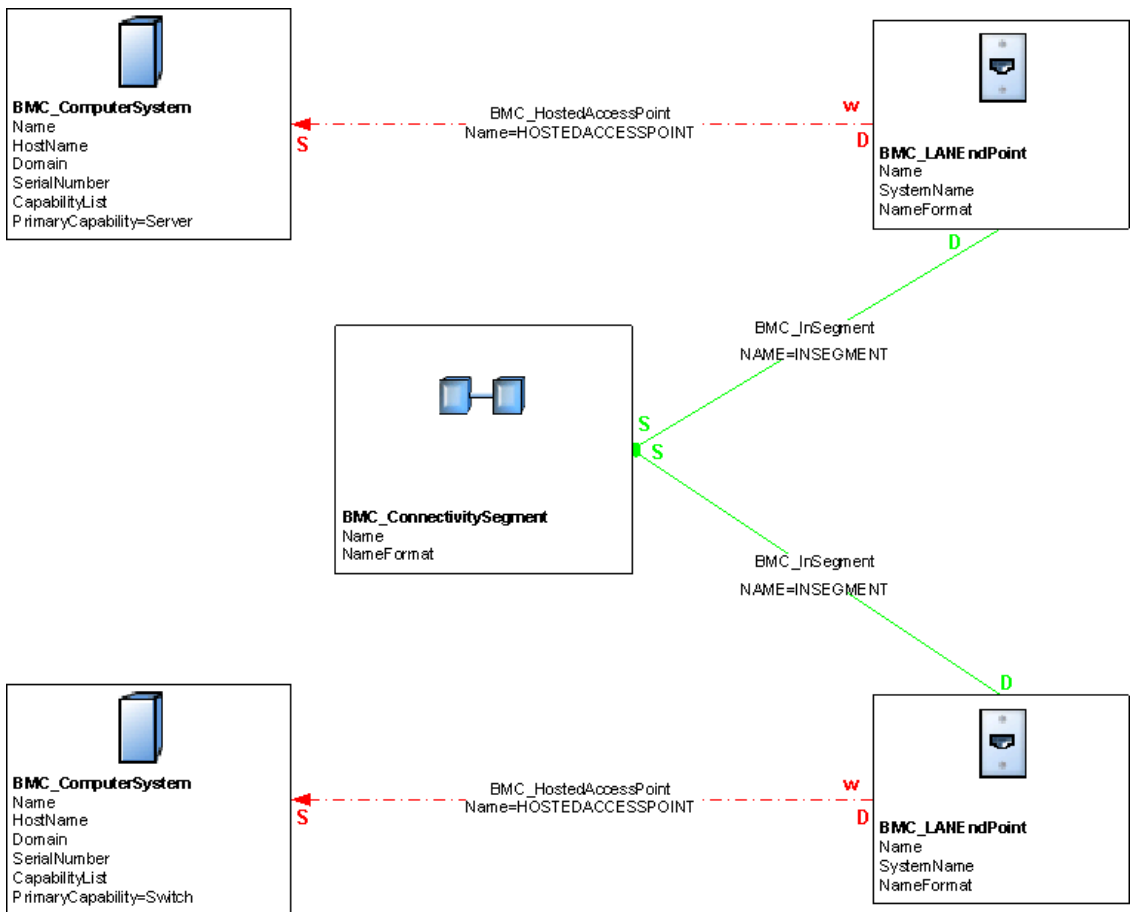 BMC_ComputerSystem
Name
HostName
Domain
SerialNumber
CapabilityList
PrimaryCapability=Server
S
BMC_HostedAccessPoint
Name=HOSTEDACCESSPOINT
w
D
BMC_LANEndPoint
Name
SystemName
NameFormat
D
BMC_InSegment
NAME=INSEGMENT
S
S
BMC_ConnectivitySegment
Name
NameFormat
BMC_InSegment
NAME=INSEGMENT
D
BMC_ComputerSystem
Name
HostName
Domain
SerialNumber
CapabilityList
PrimaryCapability=Switch
S
BMC_HostedAccessPoint
Name=HOSTEDACCESSPOINT
w
D
BMC_LANEndPoint
Name
SystemName
NameFormat